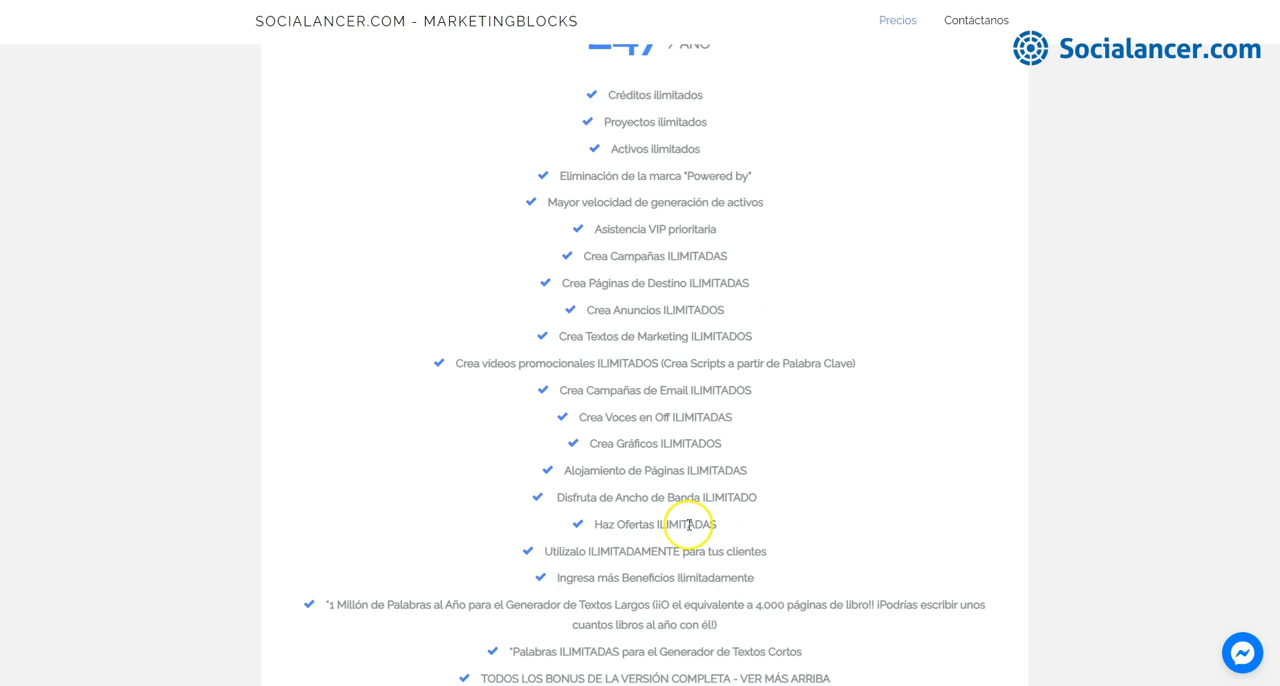 SOCIALANCER.COM - MARKETINGBLOCKS
Precios
Contáctanos
Socialancer.com
/ AÑO
Créditos ilimitados
Proyectos ilimitados
Activos ilimitados
Eliminación de la marca "Powered by"
Mayor velocidad de generación de activos
Asistencia VIP prioritaria
Crea Campañas ILIMITADAS
Crea Páginas de Destino ILIMITADAS
Crea Anuncios ILIMITADOS
Crea Textos de Marketing ILIMITADOS
Crea vídeos promocionales ILIMITADOS (Crea Scripts a partir de Palabra Clave)
Crea Campañas de Email ILIMITADOS
Crea Voces en Off ILIMITADAS
Crea Gráficos ILIMITADOS
Alojamiento de Páginas ILIMITADAS
Disfruta de Ancho de Banda ILIMITADO
Haz Ofertas ILIMITADAS
Utilízalo ILIMITADAMENTE para tus clientes
Ingresa más Beneficios Ilimitadamente
*1 Millón de Palabras al Año para el Generador de Textos Largos (¡¡O el equivalente a 4.000 páginas de libro!! ¡Podrías escribir unos
cuantos libros al año con él!)
*Palabras ILIMITADAS para el Generador de Textos Cortos
TODOS LOS BONUS DE LA VERSIÓN COMPLETA - VER MÁS ARRIBA